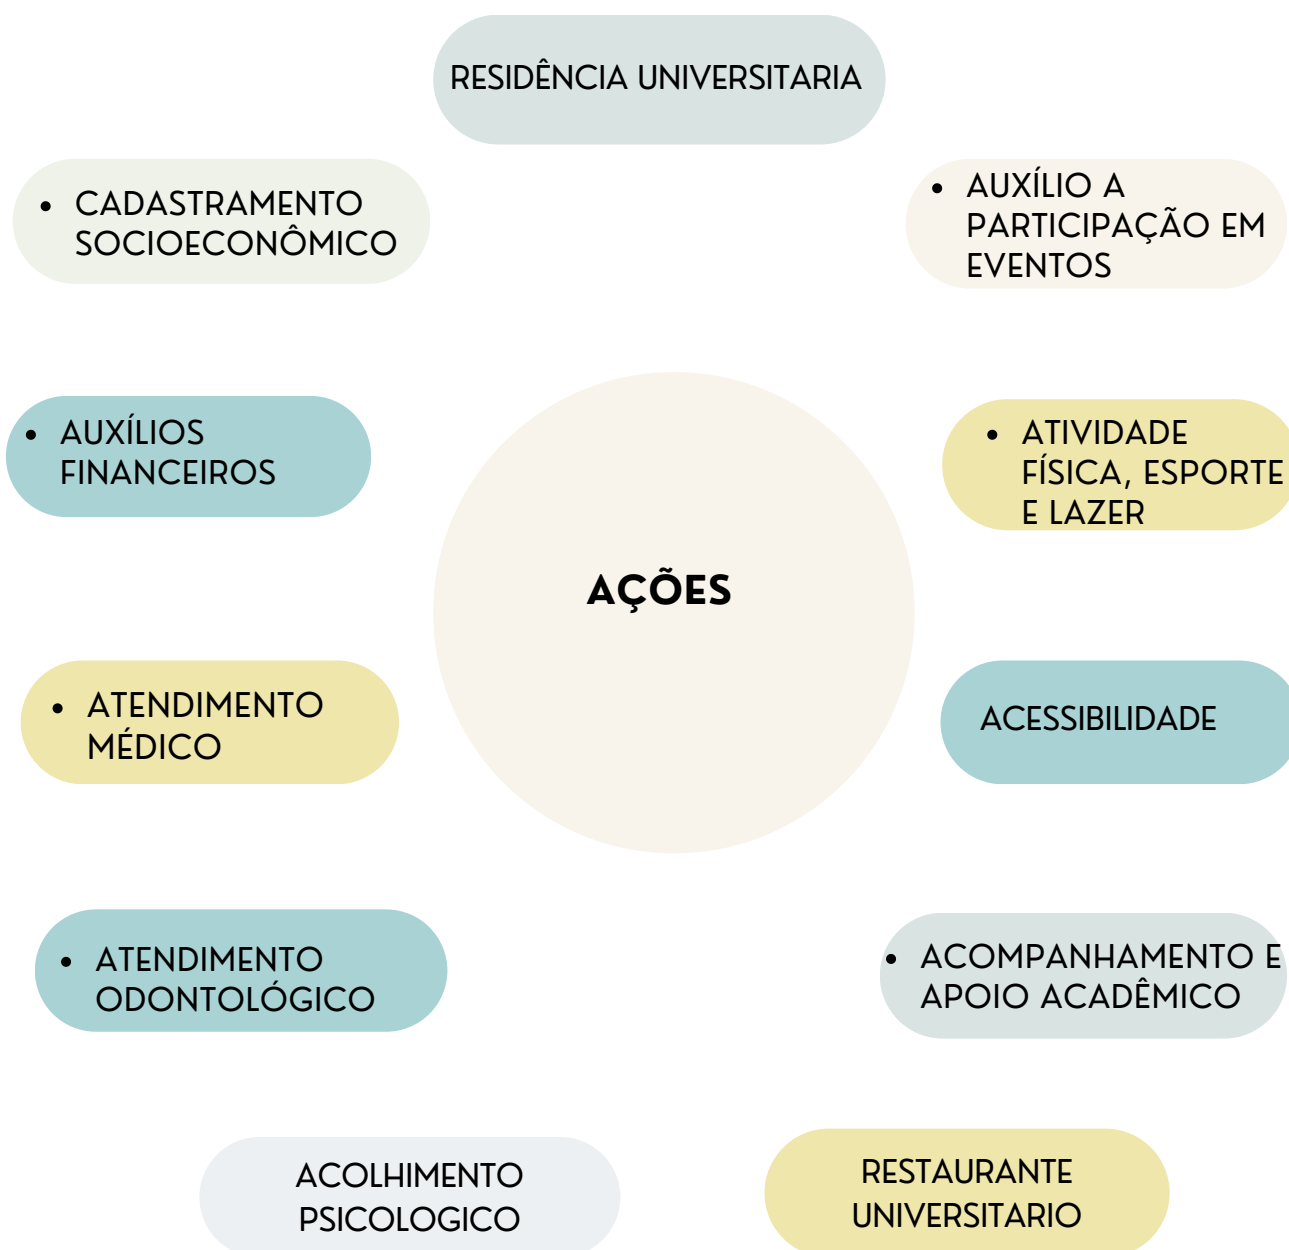 RESIDÊNCIA UNIVERSITARIA
• CADASTRAMENTO
SOCIOECONÔMICO
• AUXÍLIO A
PARTICIPAÇÃO EM
EVENTOS
• AUXÍLIOS
FINANCEIROS
• ATIVIDADE
FÍSICA, ESPORTE
E LAZER
AÇÕES
• ATENDIMENTO
MÉDICO
ACESSIBILIDADE
• ATENDIMENTO
ODONTOLÓGICO
• ACOMPANHAMENTO E
APOIO ACADÊMICO
ACOLHIMENTO
PSICOLOGICO
RESTAURANTE
UNIVERSITARIO